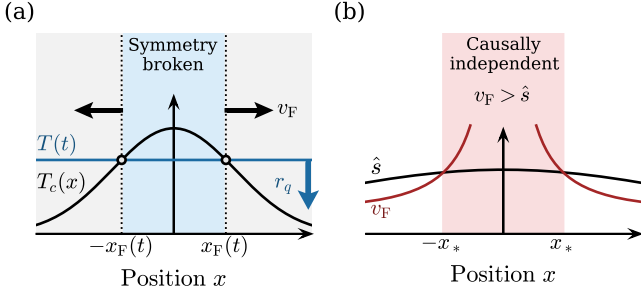 (a)
Symmetry
broken
v_F
T(t)
T_c(x)
r_q
−x_F(t)
x_F(t)
Position x
(b)
Causally
independent
v_F > ŝ
ŝ
v_F
−x_*
x_*
Position x